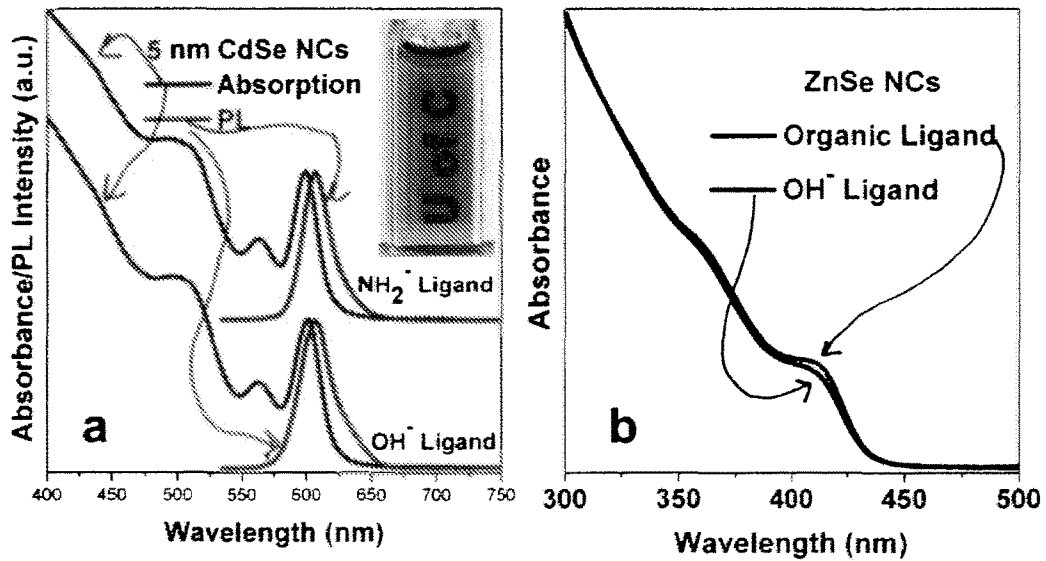 Absorbance/PL Intensity (a.u.)
5 nm CdSe NCs
Absorption
PL
U of C
NH₂⁻ Ligand
OH⁻ Ligand
a
400 450 500 550 600 650 700 750
Wavelength (nm)
Absorbance
ZnSe NCs
Organic Ligand
OH⁻ Ligand
b
300 350 400 450 500
Wavelength (nm)